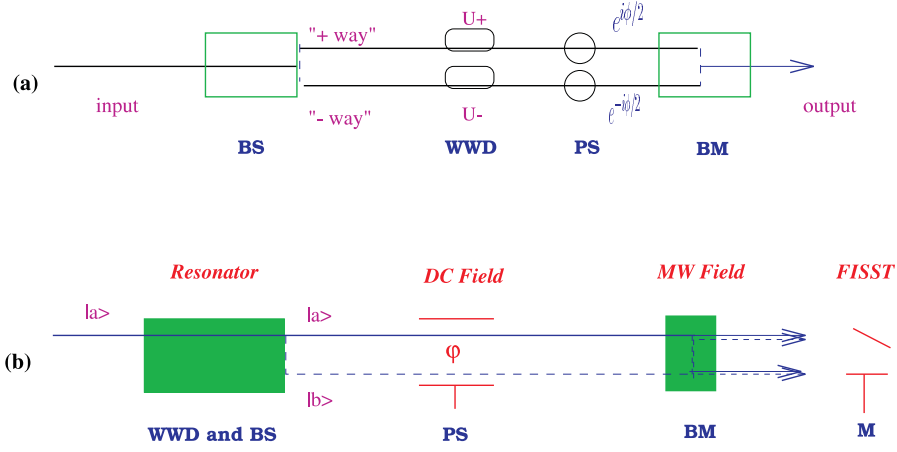 "+ way"
U+
e^{iϕ/2}
(a)
input
"- way"
U-
e^{-iϕ/2}
output
BS
WWD
PS
BM
Resonator
DC Field
MW Field
FISST
|a>
|a>
φ
(b)
|b>
WWD and BS
PS
BM
M